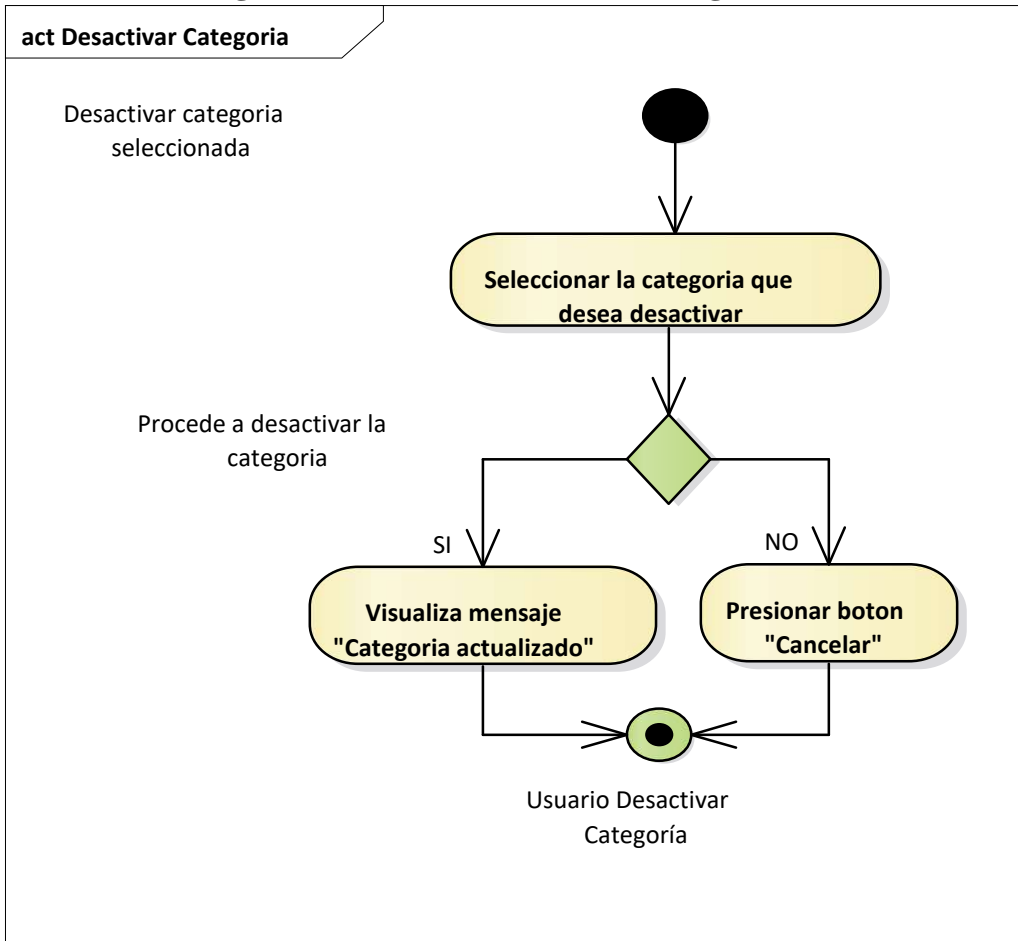 act Desactivar Categoria
Desactivar categoria
seleccionada
Seleccionar la categoria que
desea desactivar
Procede a desactivar la
categoria
SI
NO
Visualiza mensaje
"Categoria actualizado"
Presionar boton
"Cancelar"
Usuario Desactivar
Categoría